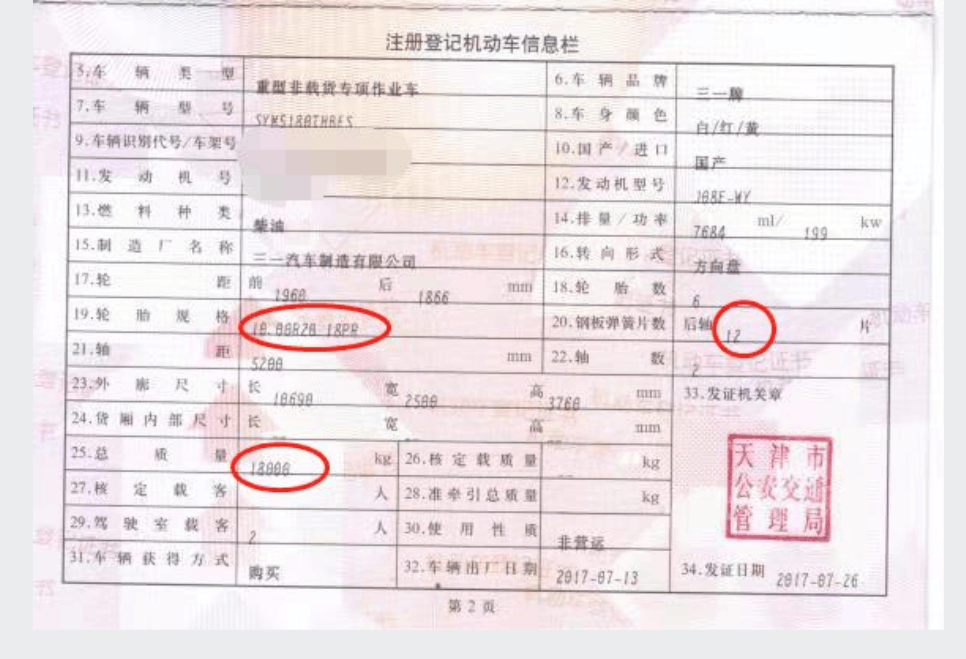 注册登记机动车信息栏
5.车辆类型 重型非载货专项作业车 6.车辆品牌 三一牌
7.车辆型号 SYM5180THBES 8.车身颜色 白/红/黄
9.车辆识别代号/车架号 10.国产/进口 国产
11.发动机号 12.发动机型号
13.燃料种类 柴油 14.排量/功率 7684 ml/ 199 kw
15.制造厂名称 三一汽车制造有限公司 16.转向形式 方向盘
17.轮距 前 1960 后 1866 mm 18.轮胎数 6
19.轮胎规格 10.00R20 18PR 20.钢板弹簧片数 后轴 12 片
21.轴距 5200 mm 22.轴数 2
23.外廓尺寸 长 10690 宽 2500 高 3760 mm 33.发证机关章
24.货厢内部尺寸 长 宽 高 mm
25.总质量 18000 kg 26.核定载质量 -- kg
27.核定载客 人 28.准牵引总质量 kg
29.驾驶室载客 2 人 30.使用性质 非营运
31.车辆获得方式 购买 32.车辆出厂日期 2017-07-13 34.发证日期 2017-07-26
天津市
公安交通
管理局
第 2 页